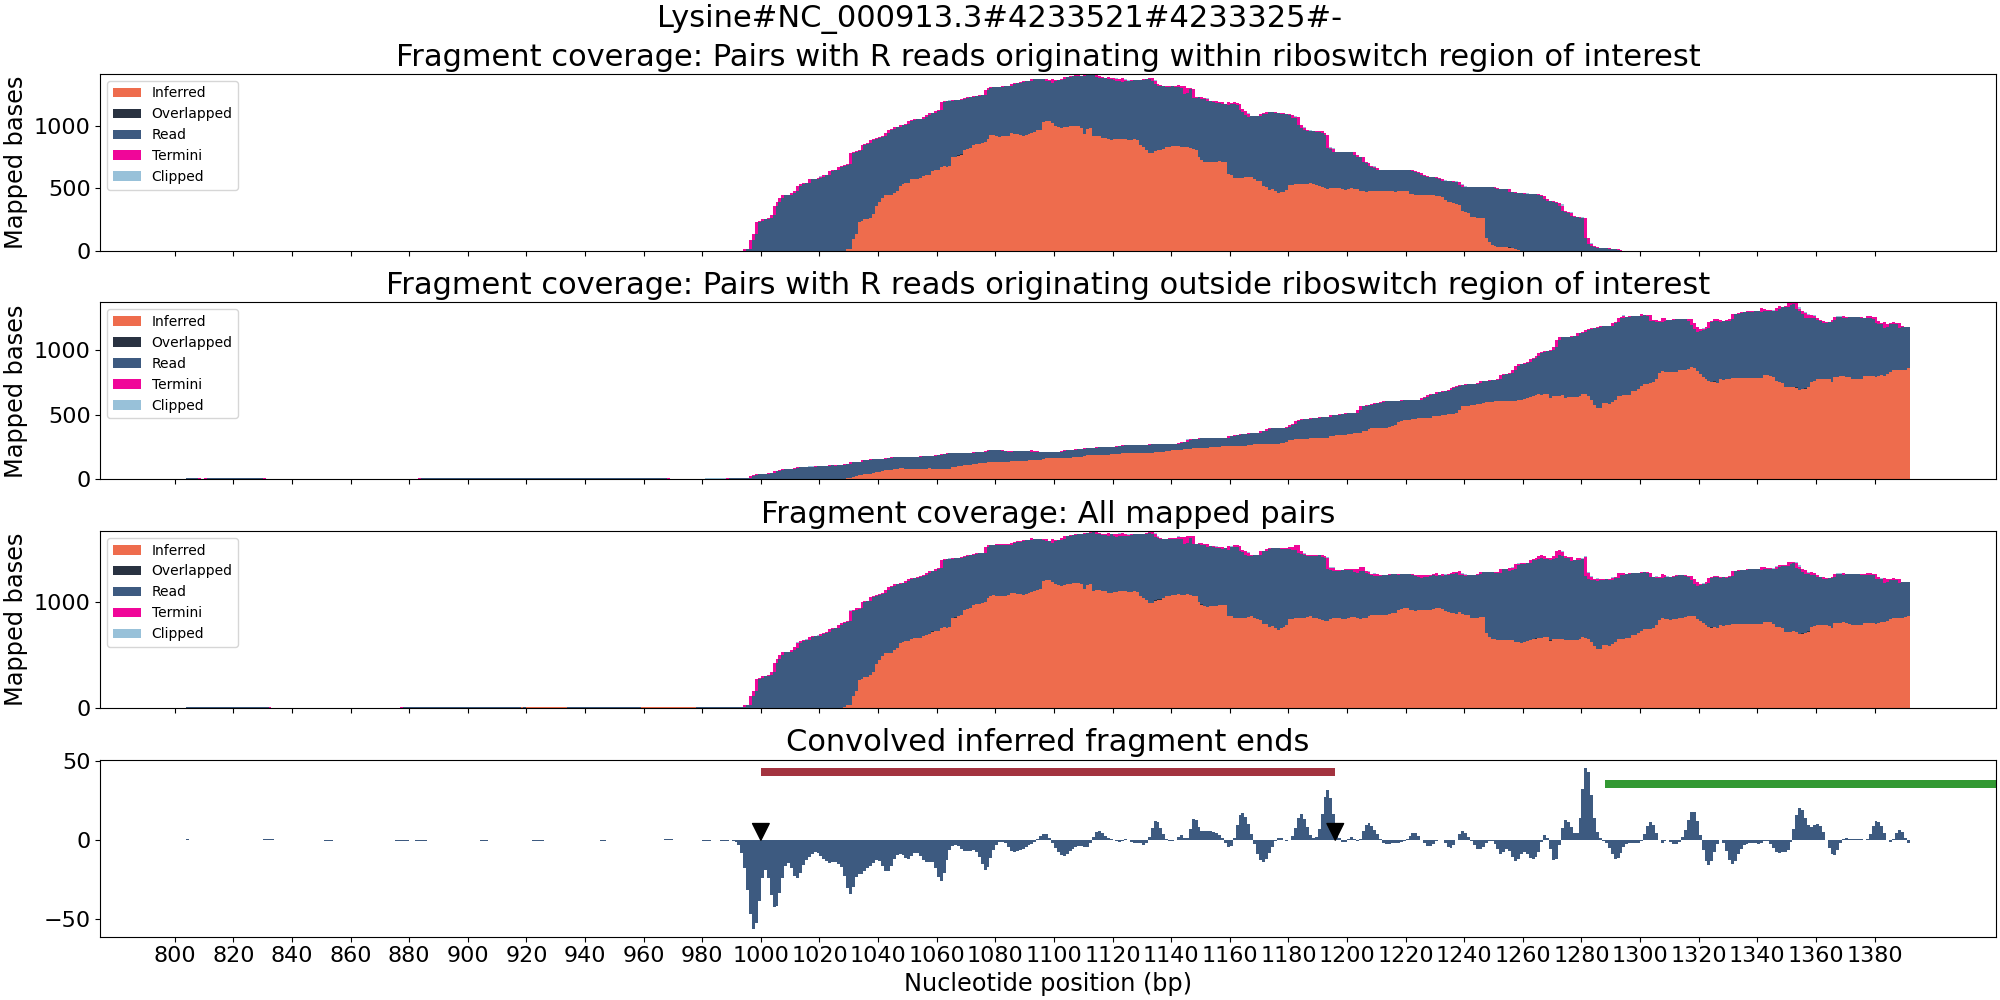 Lysine#NC_000913.3#4233521#4233325#-
Fragment coverage: Pairs with R reads originating within riboswitch region of interest
Mapped bases
1000
500
0
Inferred
Overlapped
Read
Termini
Clipped
Fragment coverage: Pairs with R reads originating outside riboswitch region of interest
Mapped bases
1000
500
0
Inferred
Overlapped
Read
Termini
Clipped
Fragment coverage: All mapped pairs
Mapped bases
1000
0
Inferred
Overlapped
Read
Termini
Clipped
Convolved inferred fragment ends
50
0
−50
800 820 840 860 880 900 920 940 960 980 1000 1020 1040 1060 1080 1100 1120 1140 1160 1180 1200 1220 1240 1260 1280 1300 1320 1340 1360 1380
Nucleotide position (bp)